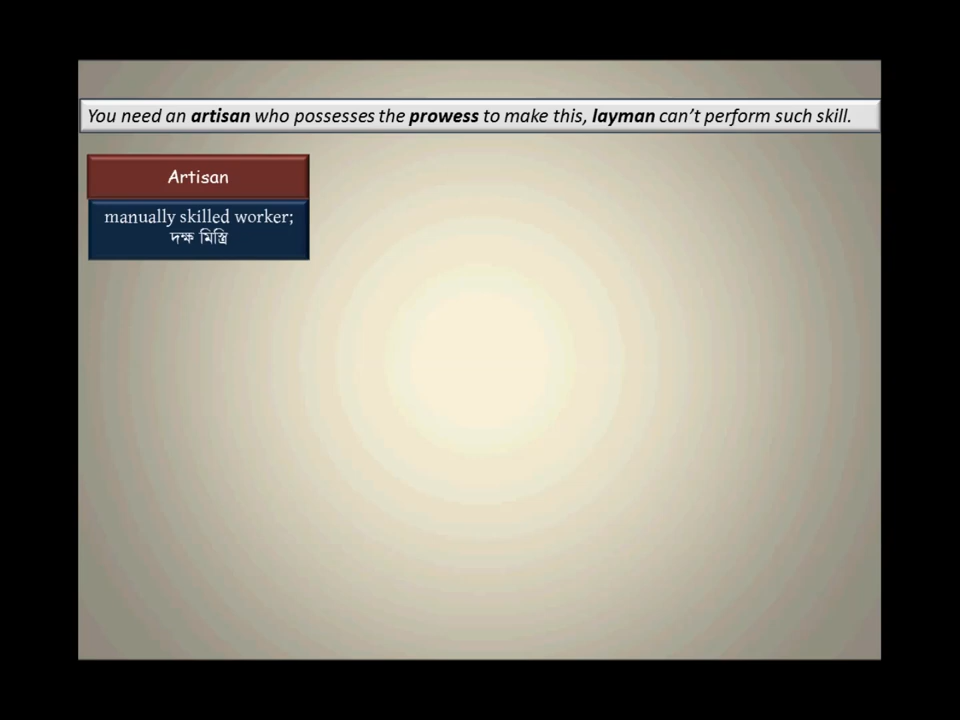 You need an artisan who possesses the prowess to make this, layman can't perform such skill.
Artisan
manually skilled worker;
দক্ষ মিস্ত্রি